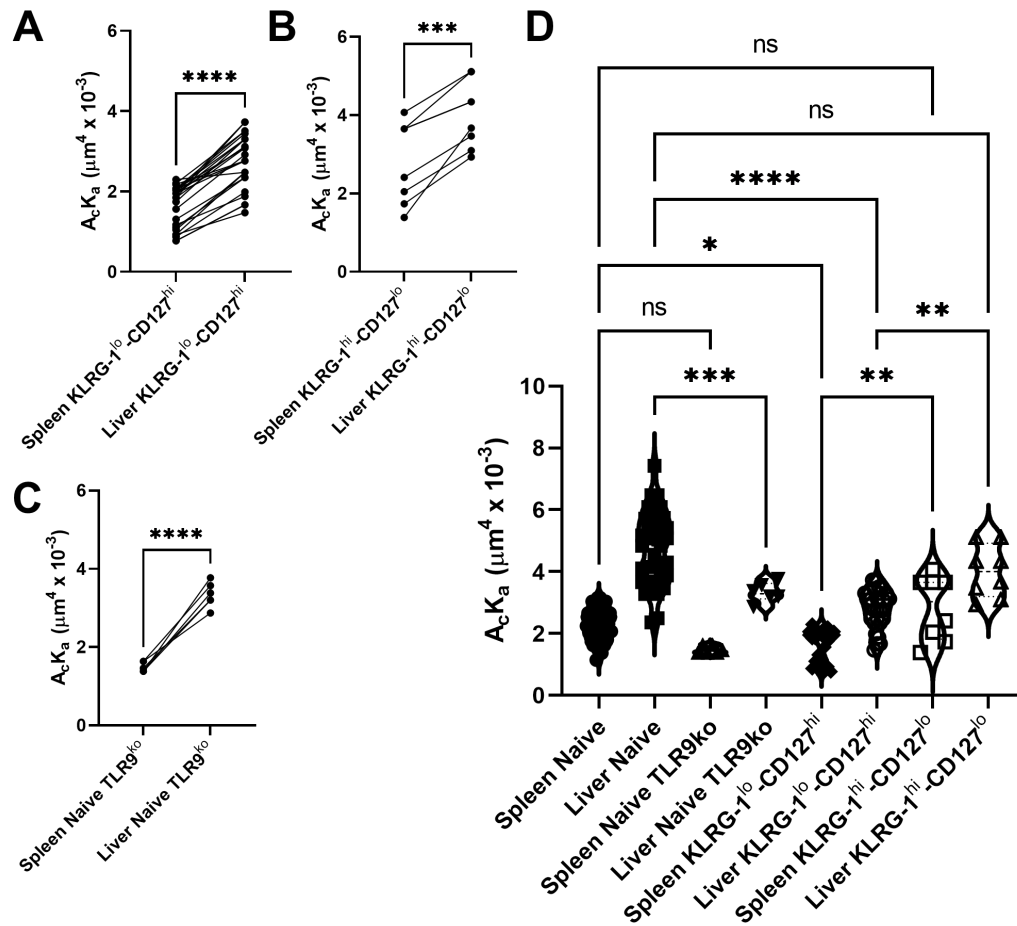 A
6
4
2
0
AcKa (μm⁴ x 10⁻³)
****
Spleen KLRG-1ˡᵒ-CD127ʰⁱ
Liver KLRG-1ˡᵒ-CD127ʰⁱ
B
6
4
2
0
AcKa (μm⁴ x 10⁻³)
***
Spleen KLRG-1ʰⁱ-CD127ˡᵒ
Liver KLRG-1ʰⁱ-CD127ˡᵒ
C
6
4
2
0
AcKa (μm⁴ x 10⁻³)
****
Spleen Naive TLR9ᵏᵒ
Liver Naive TLR9ᵏᵒ
D
ns
ns
****
*
ns
**
***
**
10
8
6
4
2
0
AcKa (μm⁴ x 10⁻³)
Spleen Naive
Liver Naive
Spleen Naive TLR9ko
Liver Naive TLR9ko
Spleen KLRG-1ˡᵒ-CD127ʰⁱ
Liver KLRG-1ˡᵒ-CD127ʰⁱ
Spleen KLRG-1ʰⁱ-CD127ˡᵒ
Liver KLRG-1ʰⁱ-CD127ˡᵒ